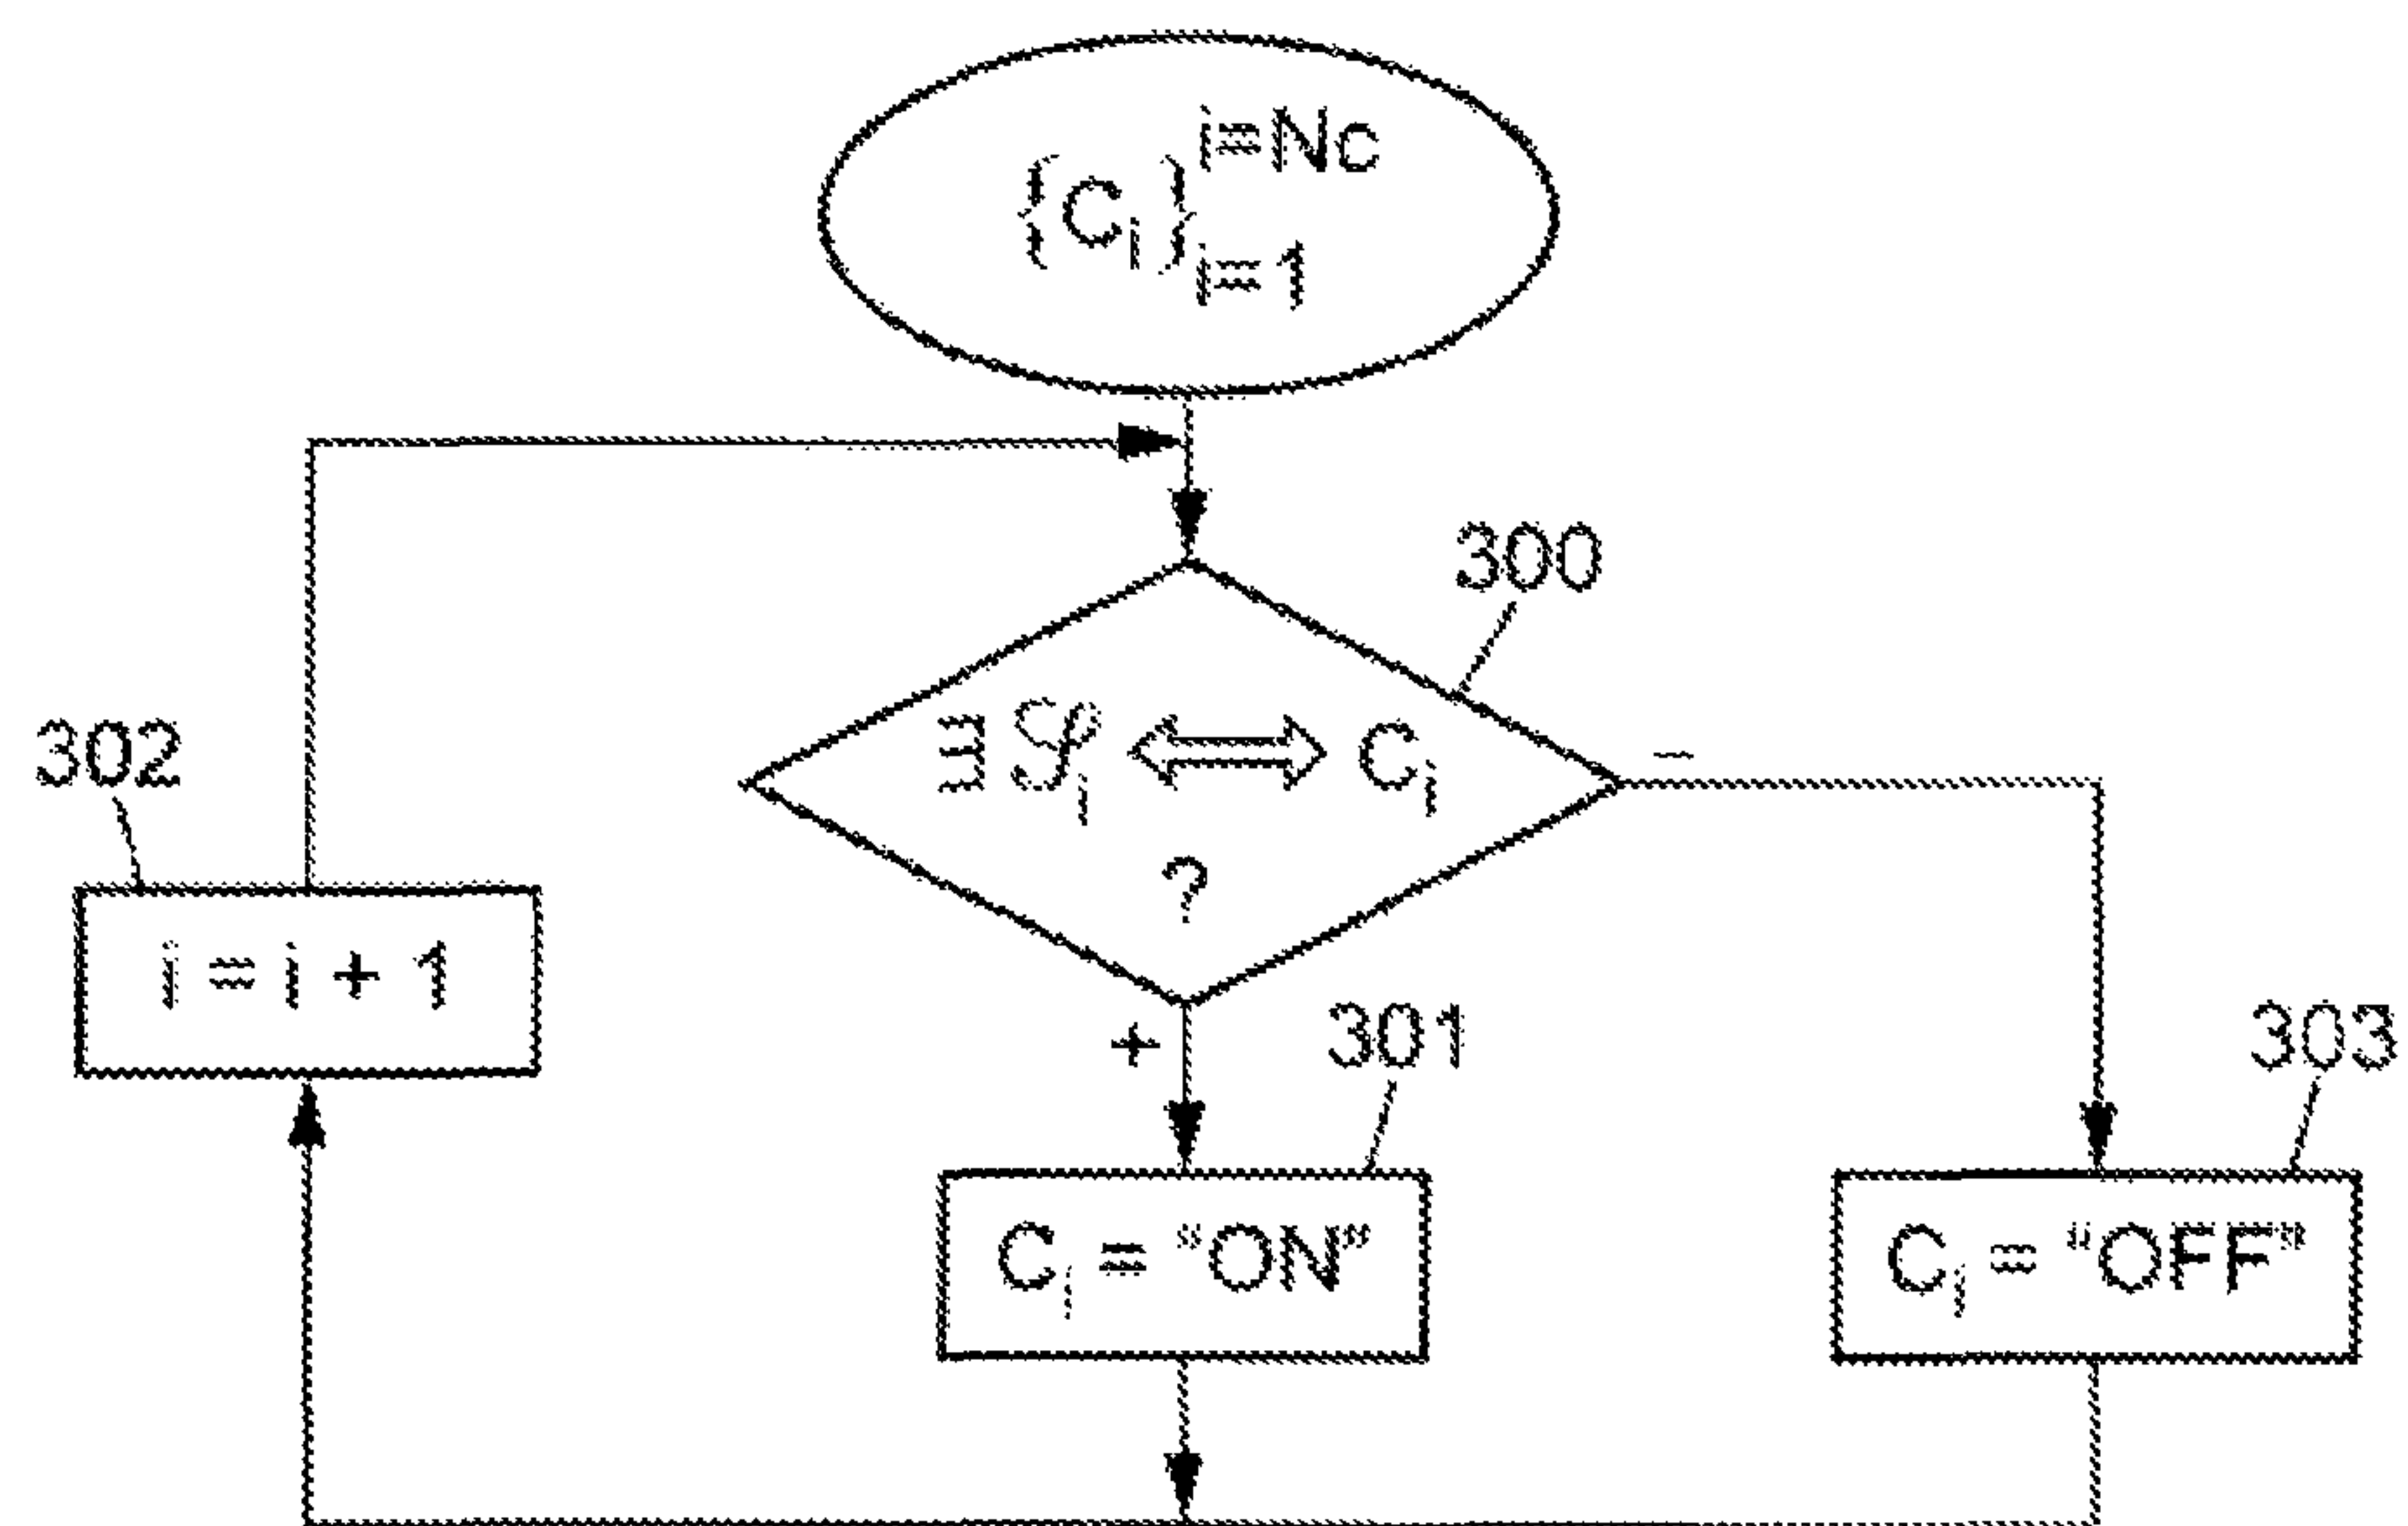 {C_i}_{i=1}^{i=Nc}
300
∃ 𝒮_i ⟺ C_i
?
−
302
i = i + 1
+
301
303
C_i = "ON"
C_i = "OFF"